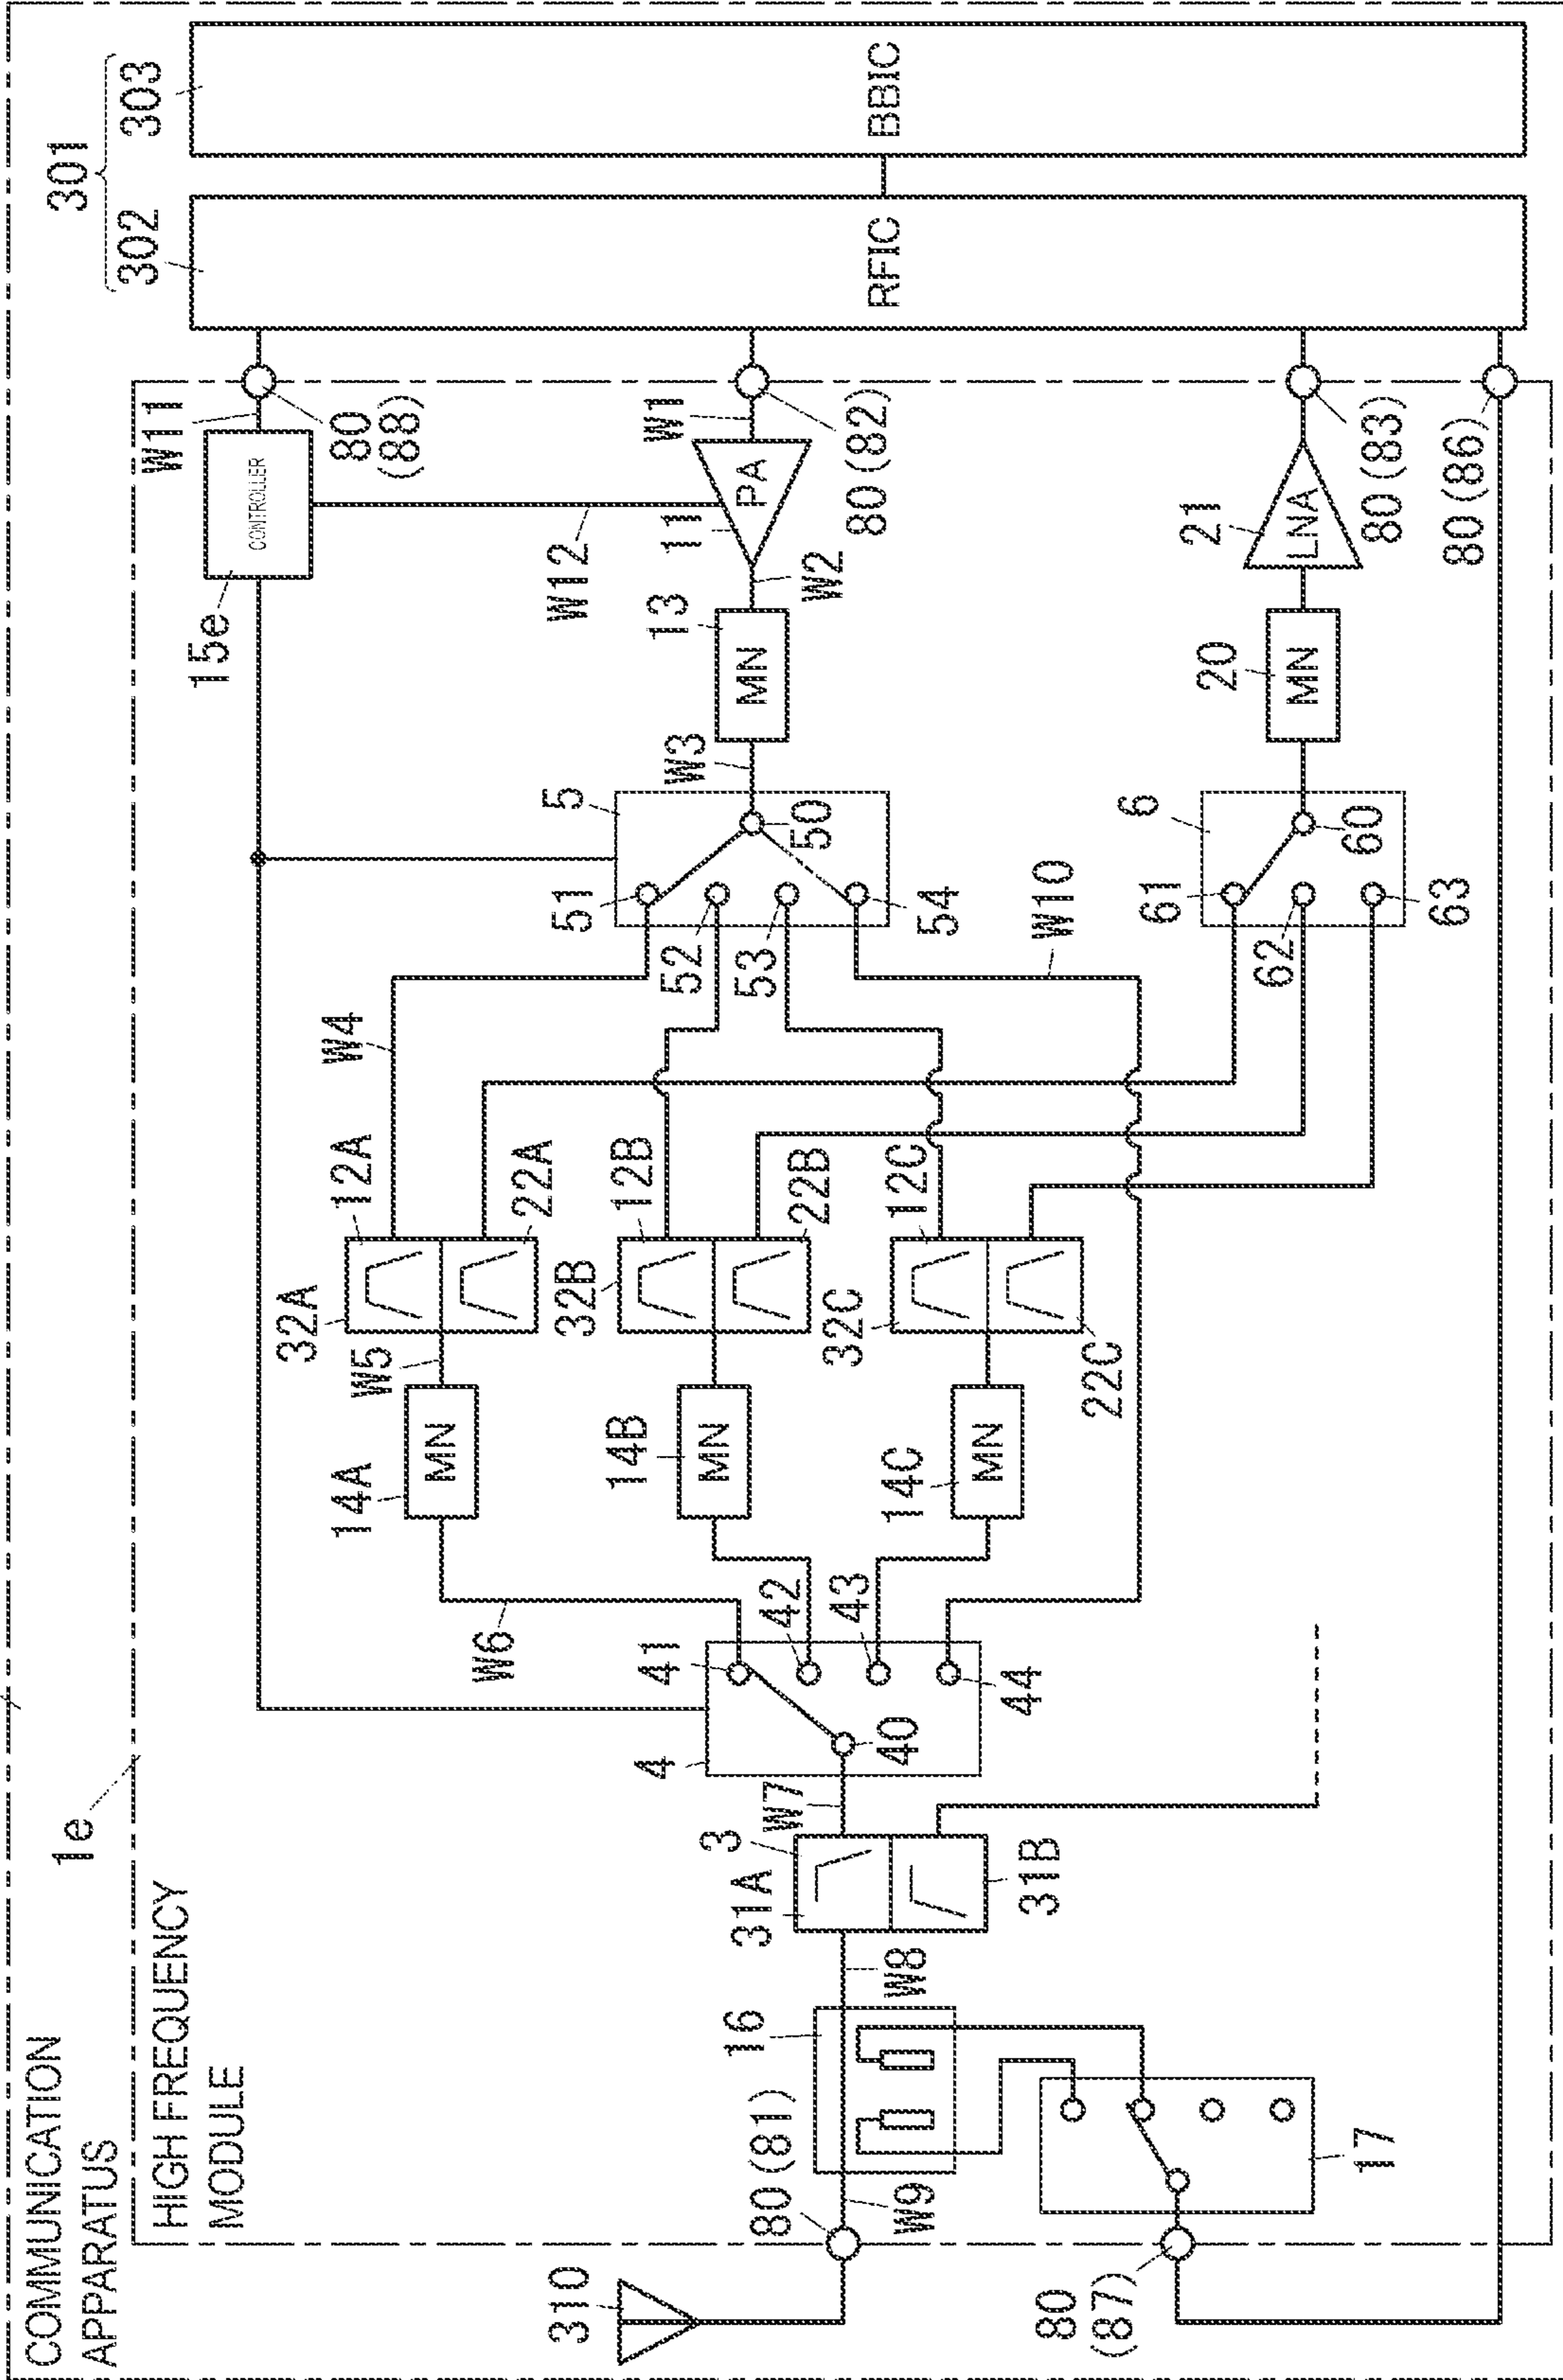 COMMUNICATION
APPARATUS
1e
HIGH FREQUENCY
MODULE
301
302
303
RFIC
BBIC
W11
80
(88)
CONTROLLER
15e
W12
W1
80 (82)
PA
11
W2
13
MN
W3
5
50
51
52
53
54
W10
W4
12A
22A
32A
W5
14A
MN
12B
22B
32B
14B
MN
12C
22C
32C
14C
MN
W6
41
42
43
44
40
4
W7
3
31A
31B
W8
16
80 (81)
W9
310
17
80
(87)
80 (83)
80 (86)
21
LNA
20
MN
6
60
61
62
63